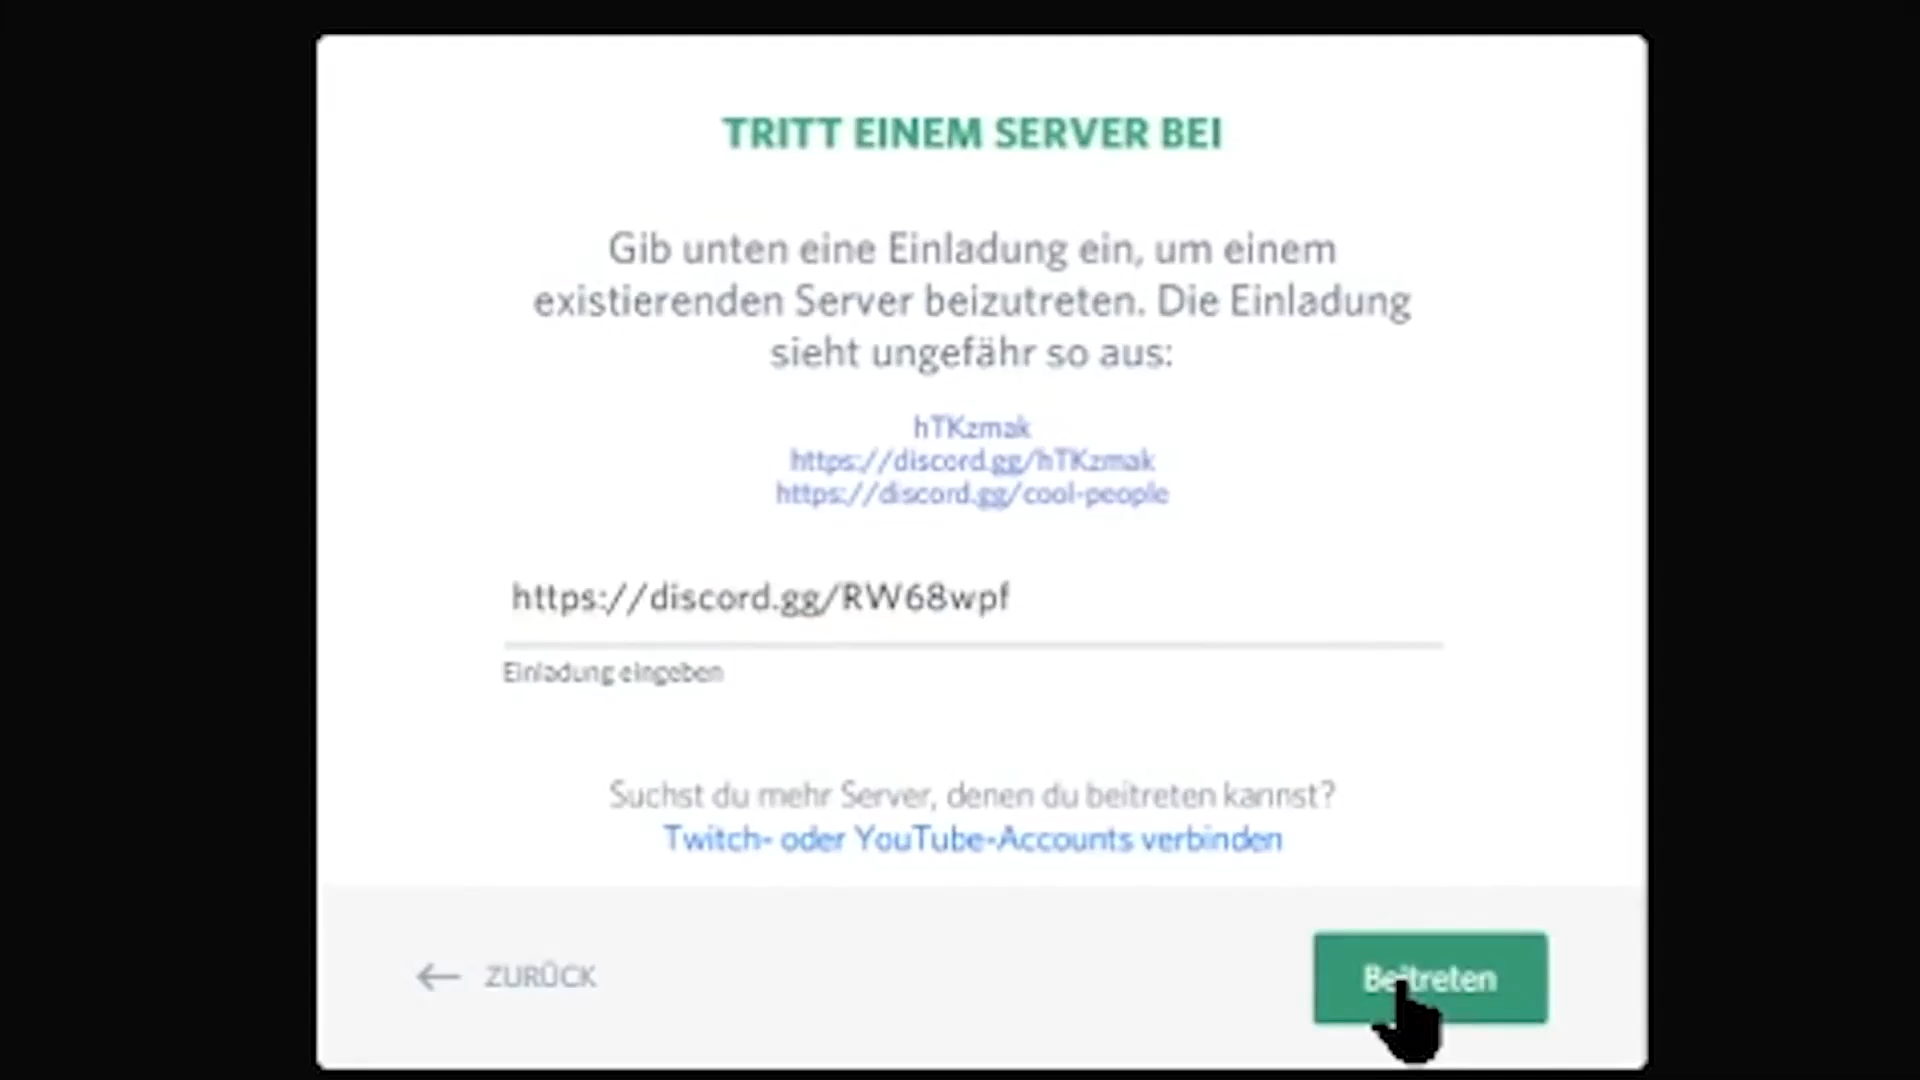 TRITT EINEM SERVER BEI
Gib unten eine Einladung ein, um einem
existierenden Server beizutreten. Die Einladung
sieht ungefähr so aus:
hTKzmak
https://discord.gg/hTKzmak
https://discord.gg/cool-people
https://discord.gg/RW68wpf
Einladung eingeben
Suchst du mehr Server, denen du beitreten kannst?
Twitch- oder YouTube-Accounts verbinden
← ZURÜCK
Beitreten